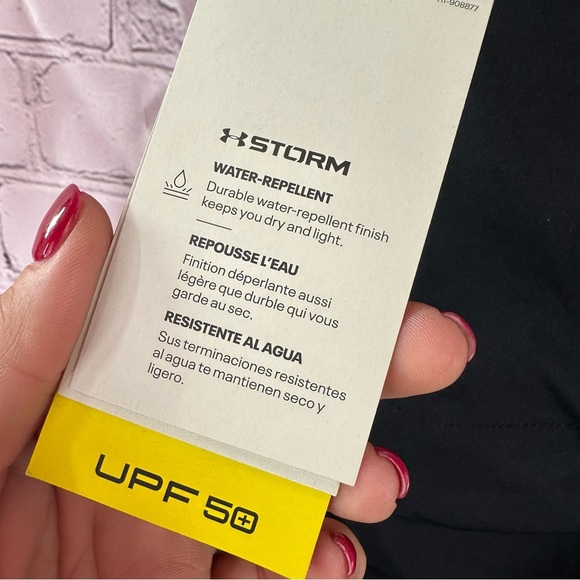 STORM
WATER-REPELLENT
Durable water-repellent finish
keeps you dry and light.
REPOUSSE L'EAU
Finition déperlante aussi
légère que durble qui vous
garde au sec.
RESISTENTE AL AGUA
Sus terminaciones resistentes
al agua te mantienen seco y
ligero.
UPF 50+